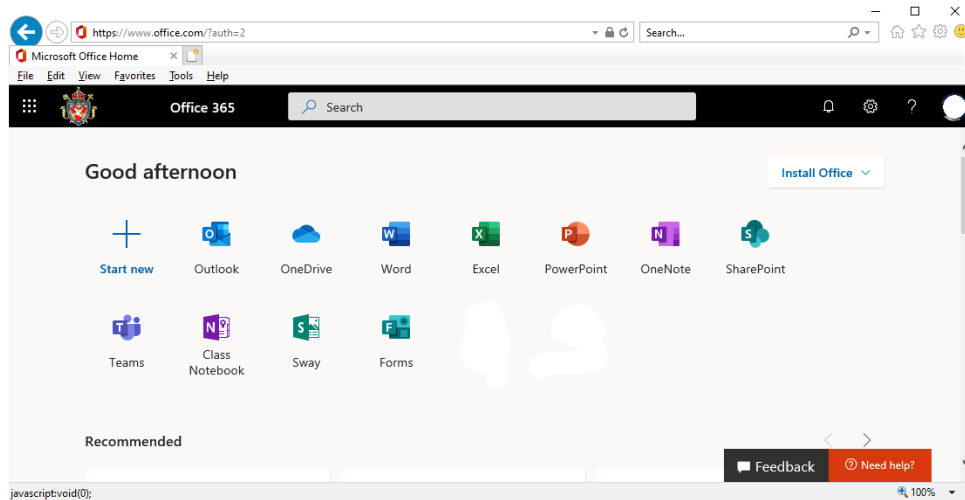 https://www.office.com/?auth=2
Search...
Microsoft Office Home
File Edit View Favorites Tools Help
Office 365
Search
?
Good afternoon
Install Office
Start new
Outlook
OneDrive
Word
Excel
PowerPoint
OneNote
SharePoint
Teams
Class
Notebook
Sway
Forms
Recommended
Feedback
Need help?
javascript:void(0);
100%